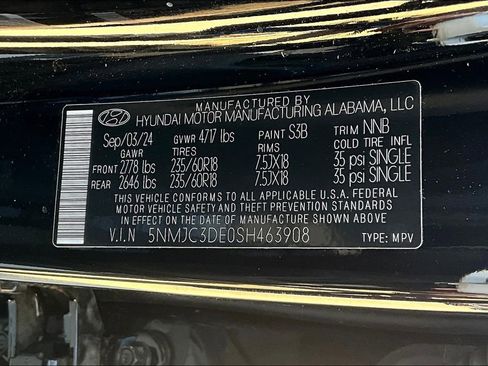 MANUFACTURED BY
HYUNDAI MOTOR MANUFACTURING ALABAMA, LLC
Sep/03/24 GVWR 4717 lbs PAINT S3B TRIM NNB
GAWR TIRES RIMS COLD TIRE INFL
FRONT 2778 lbs 235/60R18 7.5JX18 35 psi SINGLE
REAR 2646 lbs 235/60R18 7.5JX18 35 psi SINGLE
THIS VEHICLE CONFORMS TO ALL APPLICABLE U.S.A. FEDERAL
MOTOR VEHICLE SAFETY AND THEFT PREVENTION STANDARDS
IN EFFECT ON THE DATE OF MANUFACTURE SHOWN ABOVE
V.I.N 5NMJC3DE0SH463908 TYPE: MPV